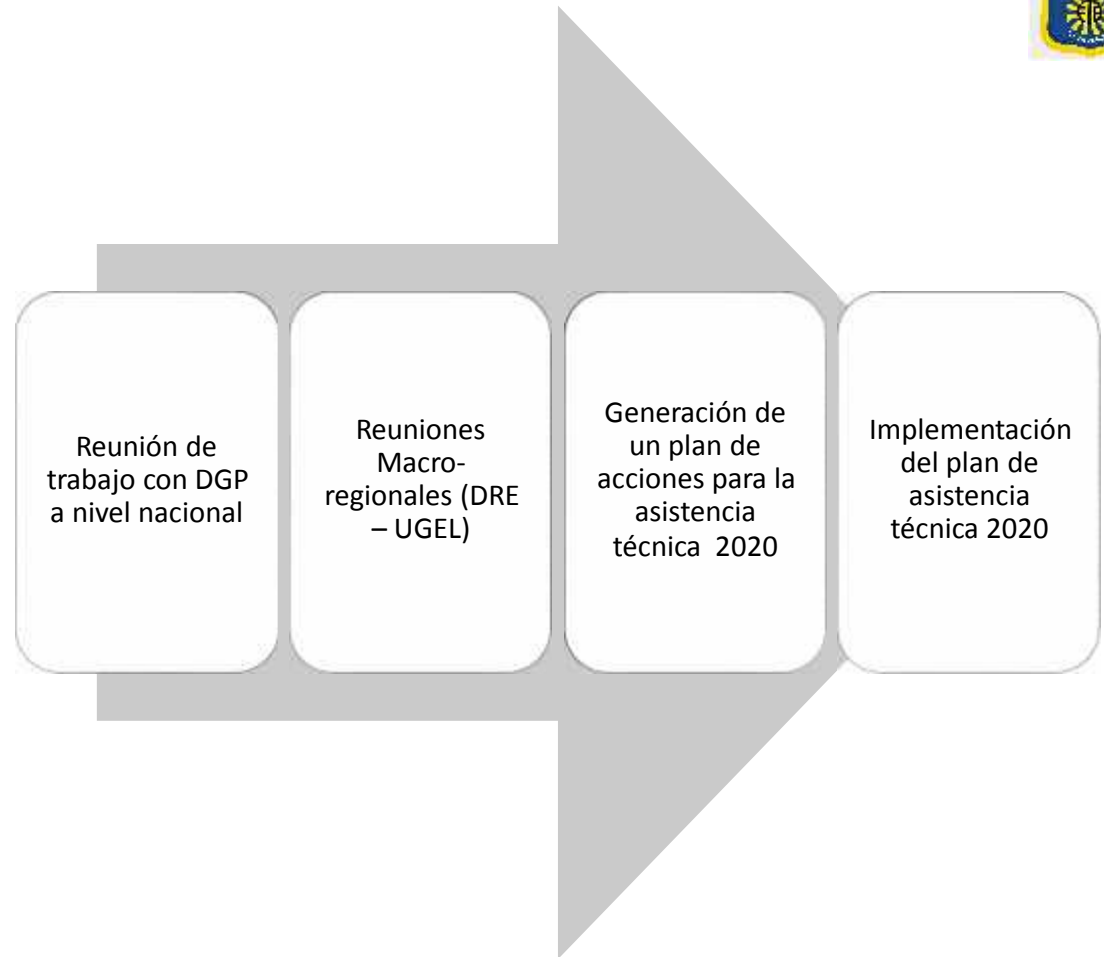 Reunión de
trabajo con DGP
a nivel nacional
Reuniones
Macro-
regionales (DRE
– UGEL)
Generación de
un plan de
acciones para la
asistencia
técnica  2020
Implementación
del plan de
asistencia
técnica 2020